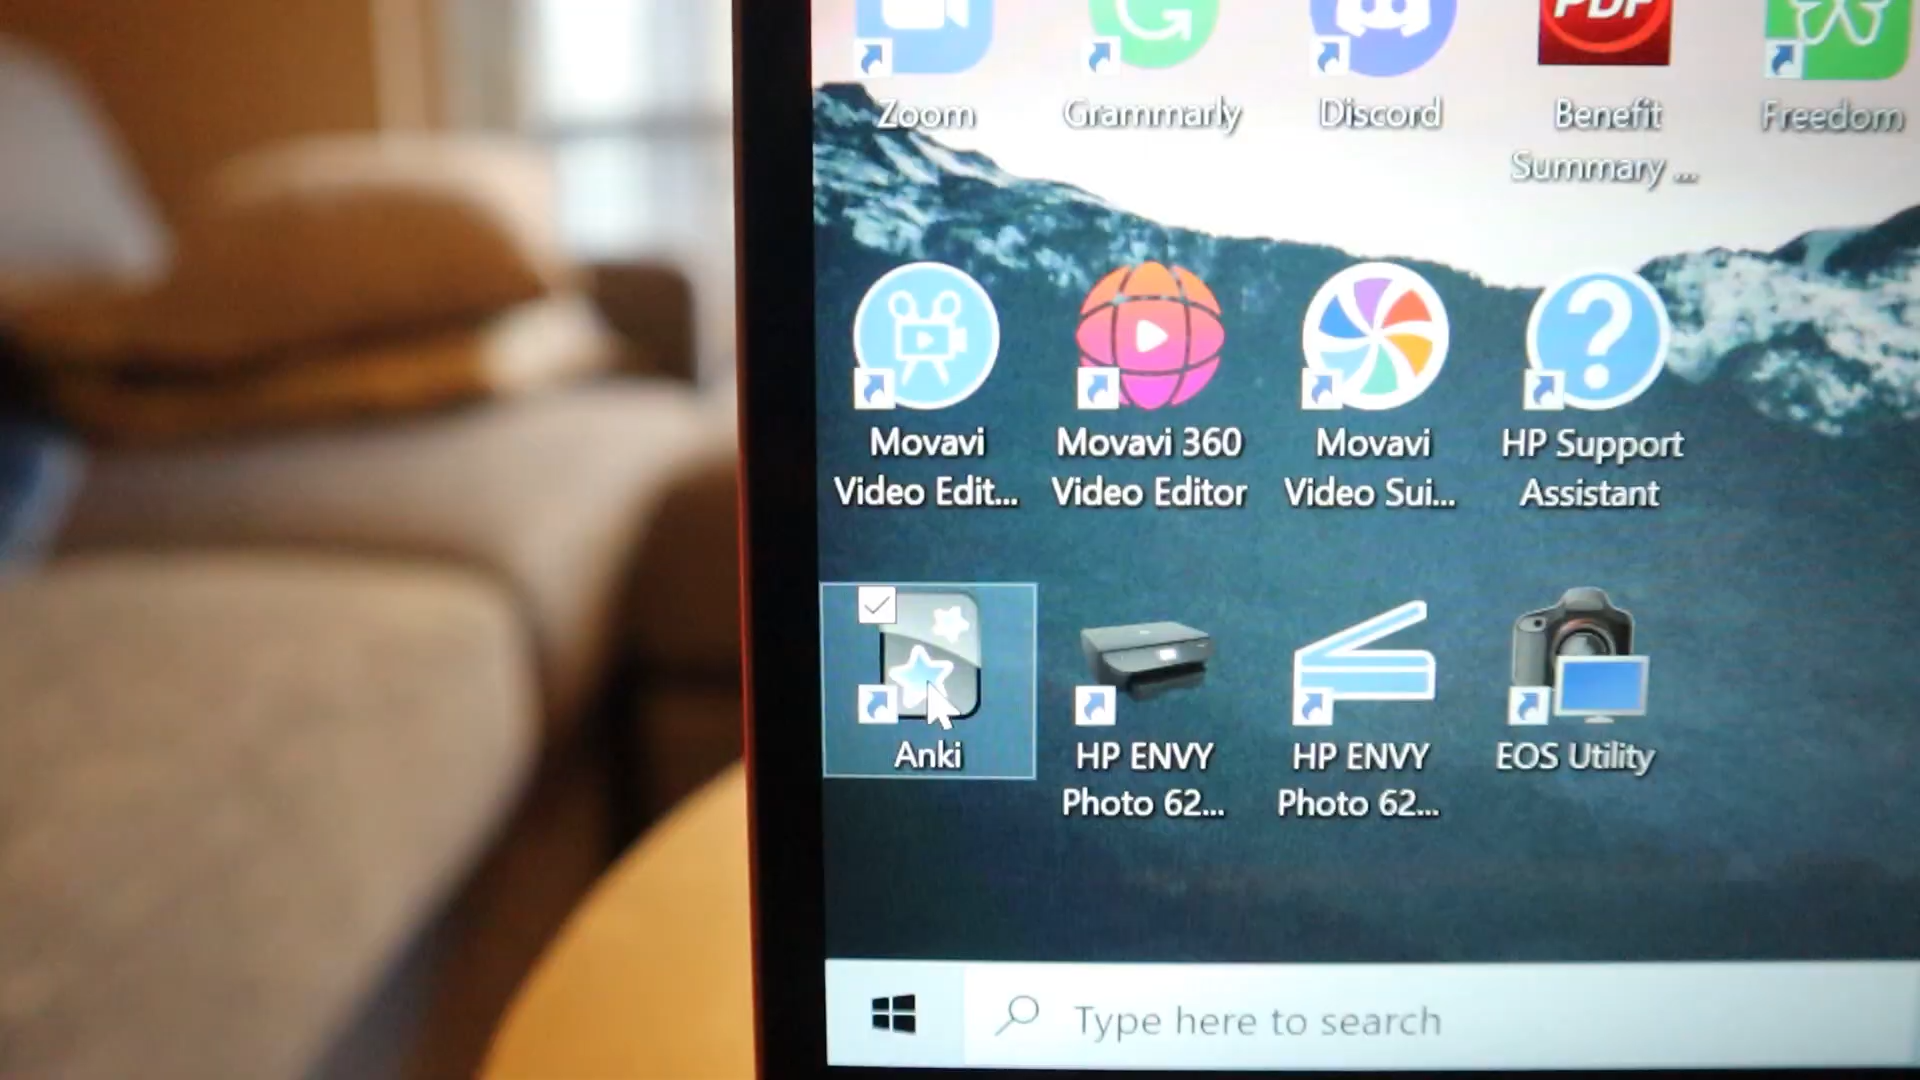 PDF
Zoom
Grammarly
Discord
Benefit
Summary ...
Freedom
Movavi
Video Edit...
Movavi 360
Video Editor
Movavi
Video Sui...
HP Support
Assistant
Anki
HP ENVY
Photo 62...
HP ENVY
Photo 62...
EOS Utility
Type here to search